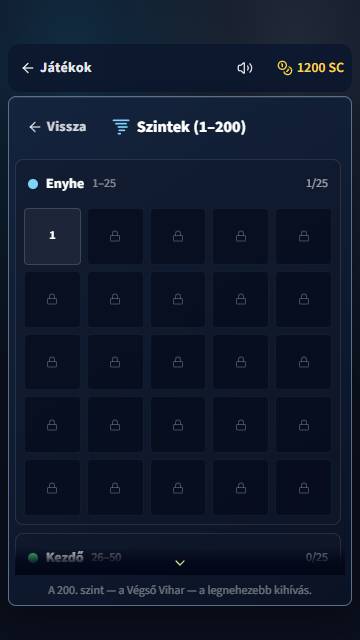 Játékok
1200 SC
Vissza
Szintek (1–200)
Enyhe 1–25 1/25
1
Kezdő 26–50 0/25
A 200. szint — a Végső Vihar — a legnehezebb kihívás.